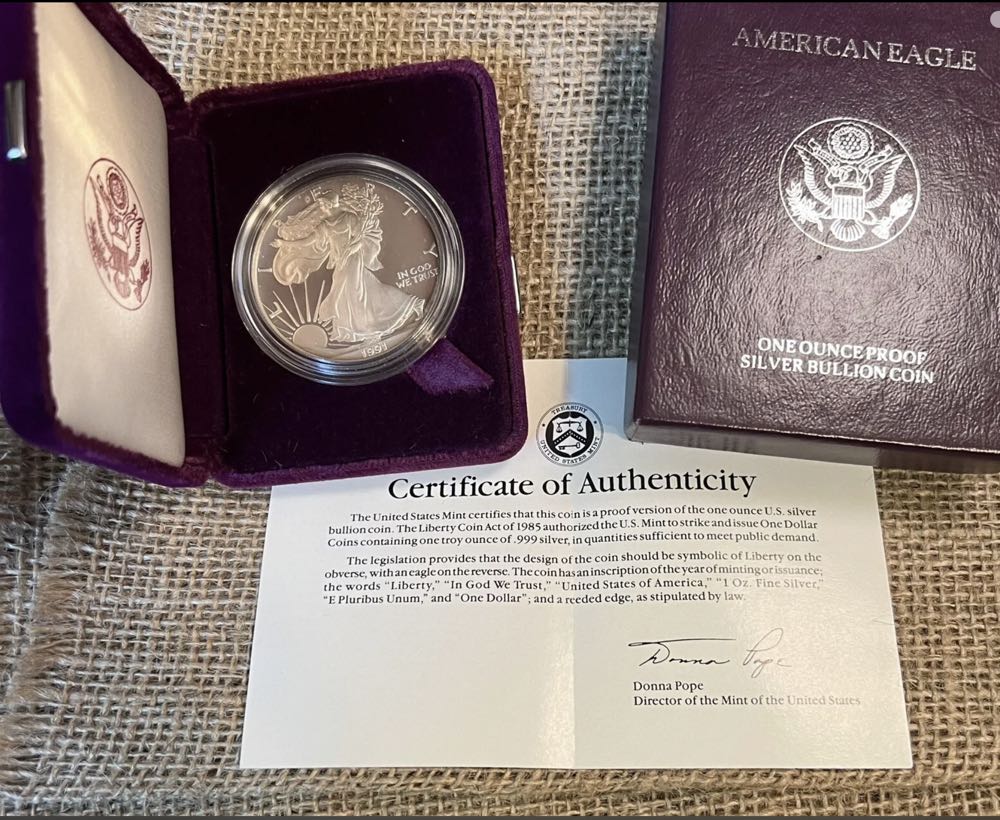 LIBERTY
IN GOD
WE TRUST
1991
AMERICAN EAGLE
ONE OUNCE PROOF
SILVER BULLION COIN
TREASURY
UNITED STATES MINT
Certificate of Authenticity
The United States Mint certifies that this coin is a proof version of the one ounce U.S. silver
bullion coin. The Liberty Coin Act of 1985 authorized the U.S. Mint to strike and issue One Dollar
Coins containing one troy ounce of .999 silver, in quantities sufficient to meet public demand.
The legislation provides that the design of the coin should be symbolic of Liberty on the
obverse, with an eagle on the reverse. The coin has an inscription of the year of minting or issuance;
the words "Liberty," "In God We Trust," "United States of America," "1 Oz. Fine Silver,"
"E Pluribus Unum," and "One Dollar"; and a reeded edge, as stipulated by law.
Donna Pope
Donna Pope
Director of the Mint of the United States